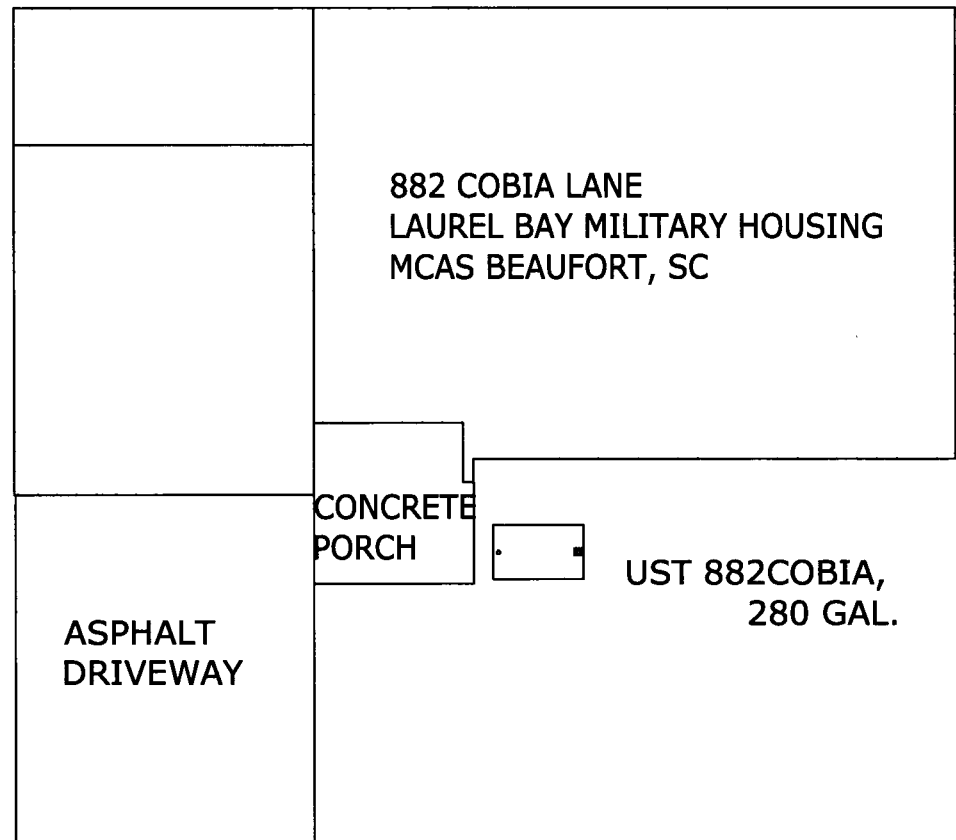 882 COBIA LANE
LAUREL BAY MILITARY HOUSING
MCAS BEAUFORT, SC
CONCRETE
PORCH
UST 882COBIA,
280 GAL.
ASPHALT
DRIVEWAY